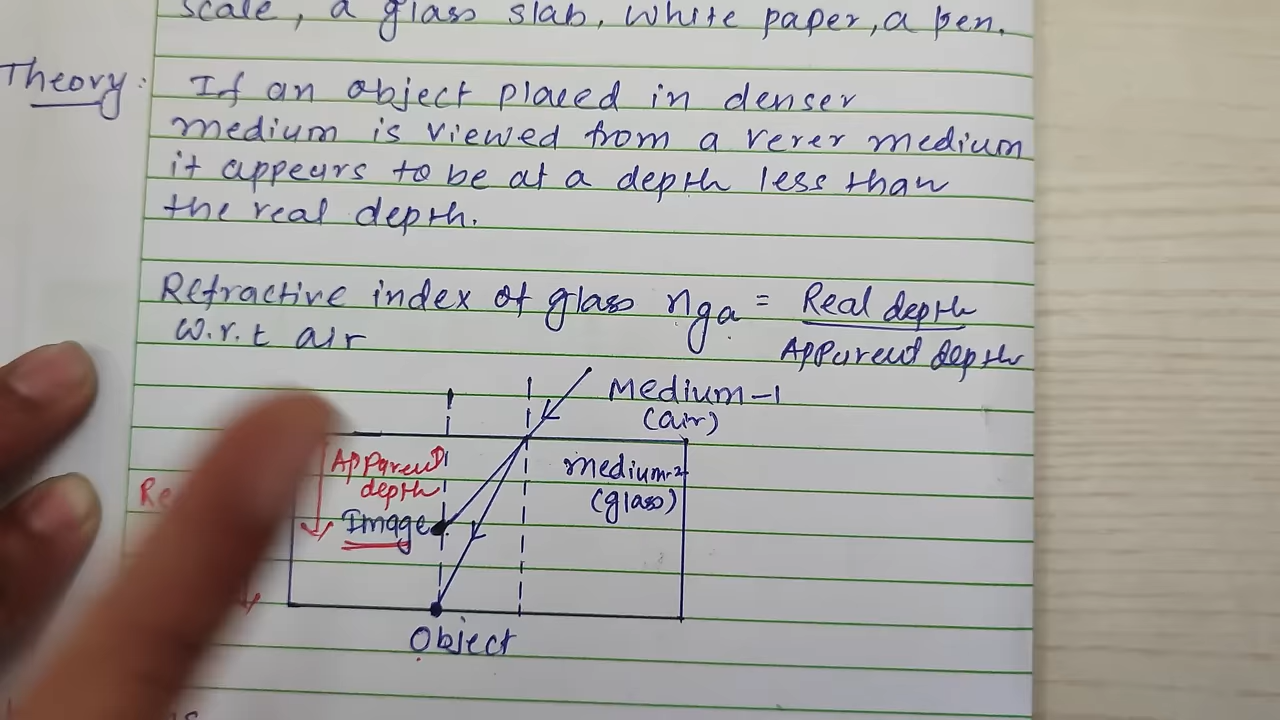 scale, a glass slab, white paper, a pen.
Theory: If an object placed in denser
medium is viewed from a rerer medium
it appears to be at a depth less than
the real depth.
Refractive index of glass nga = Real depth
w.r.t air Apparent depth
Medium-1
(air)
Apparent
depth
medium-2
(glass)
Image
Re
Object